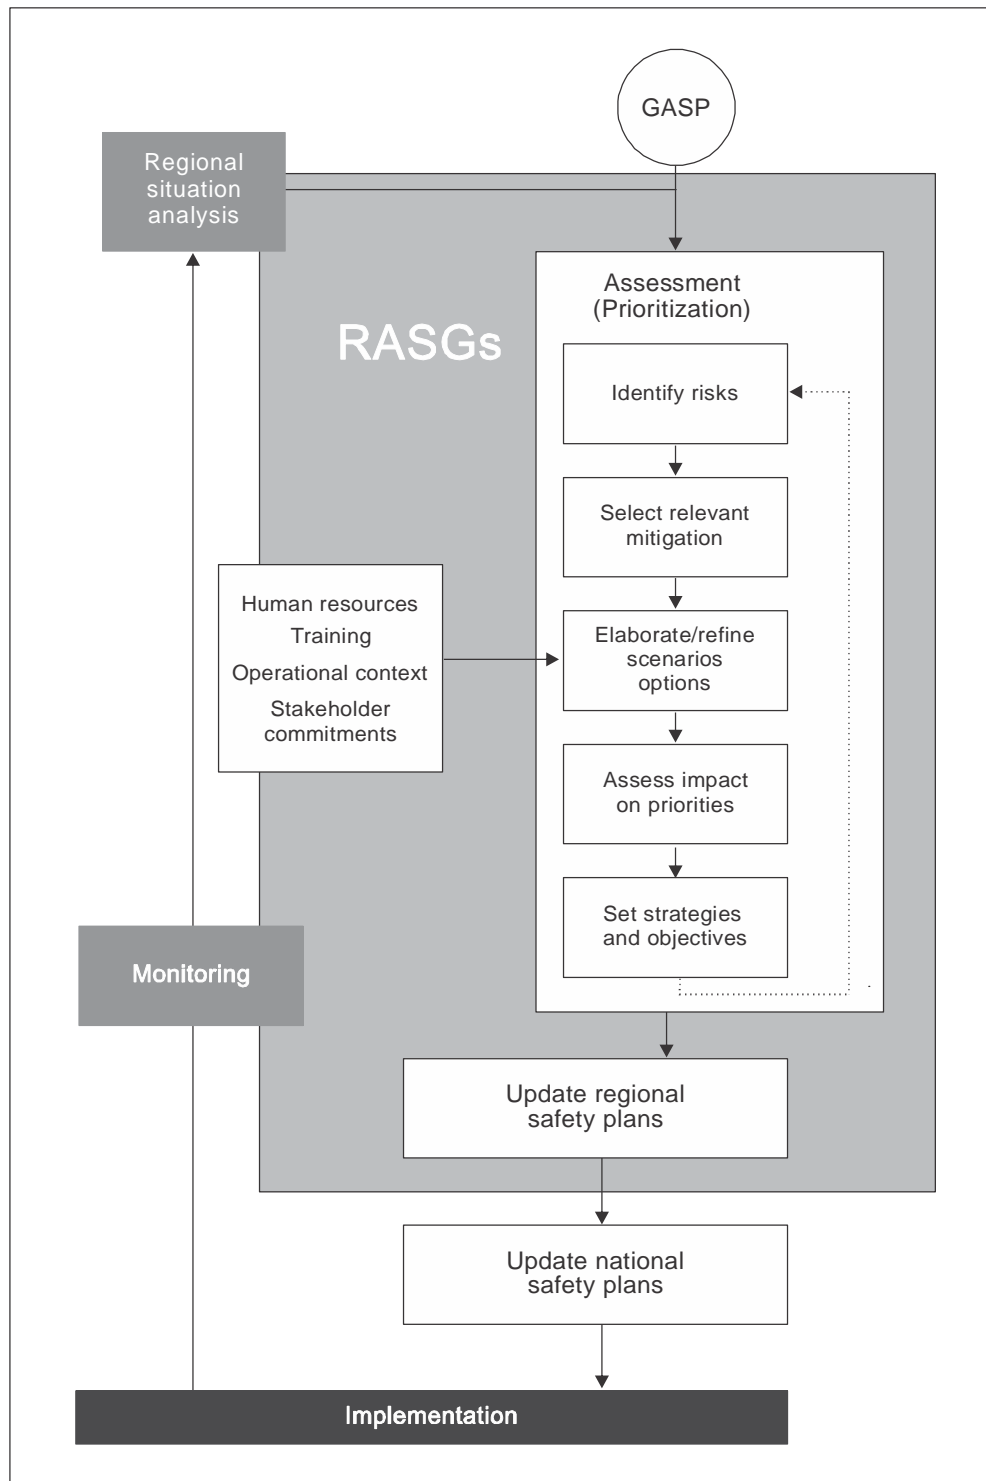 GASP
Regional
situation
analysis
RASGs
Assessment
(Prioritization)
Identify risks
Select relevant
mitigation
Human resources
Training
Operational context
Stakeholder
commitments
Elaborate/refine
scenarios
options
Assess impact
on priorities
Set strategies
and objectives
Monitoring
Update regional
safety plans
Update national
safety plans
Implementation